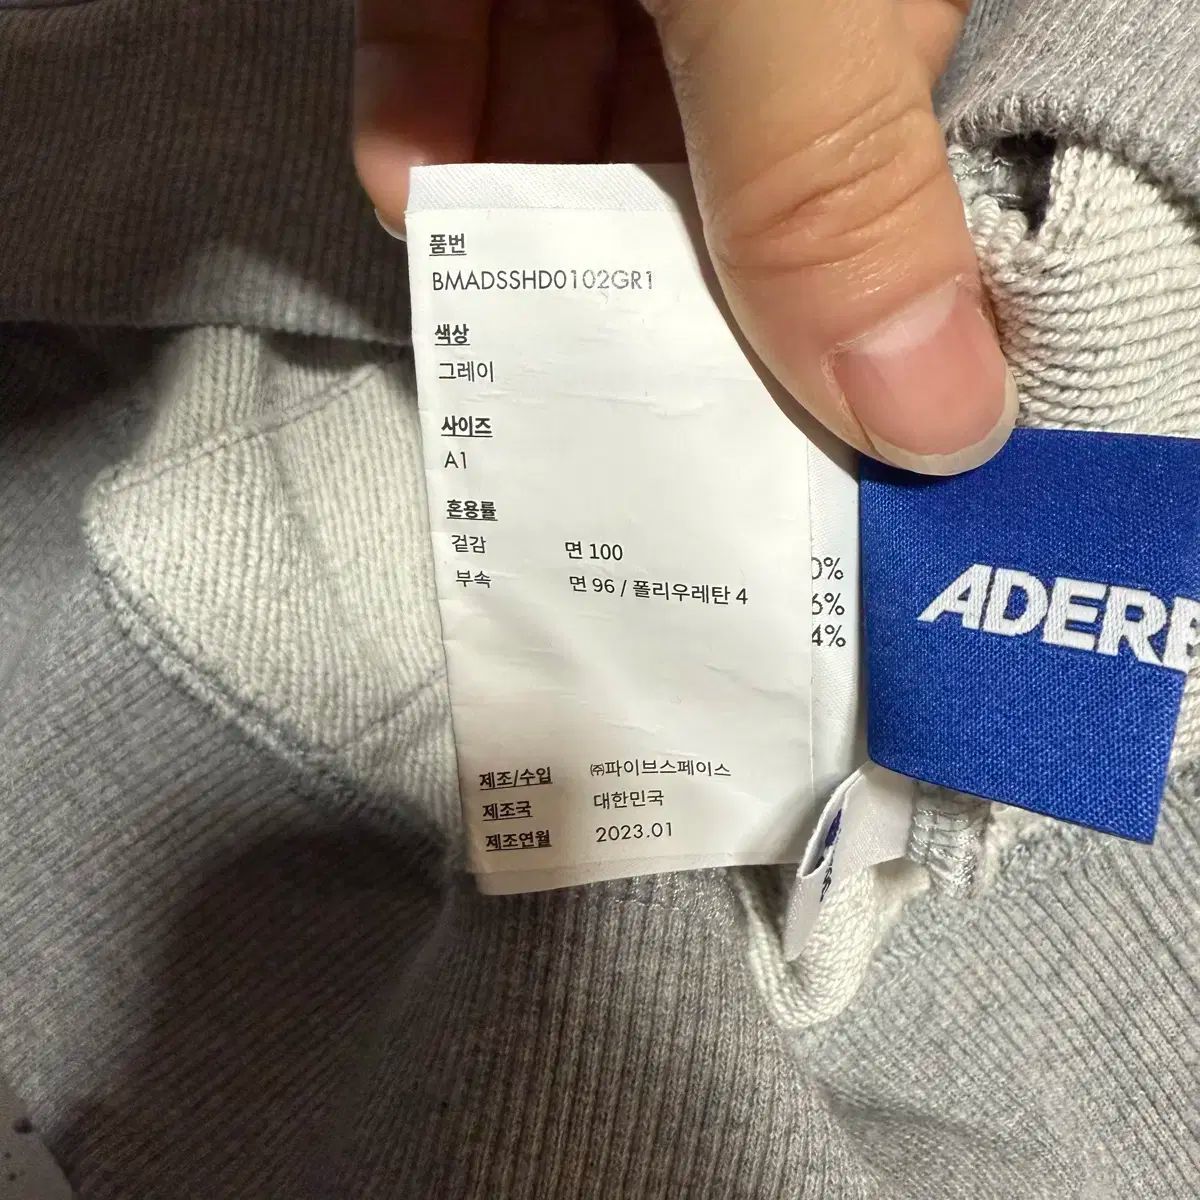 품번
BMADSSHD0102GR1
색상
그레이
사이즈
A1
혼용률
겉감 면 100
부속 면 96 / 폴리우레탄 4
0%
6%
4%
제조/수입 ㈜파이브스페이스
제조국 대한민국
제조연월 2023.01
ADERE